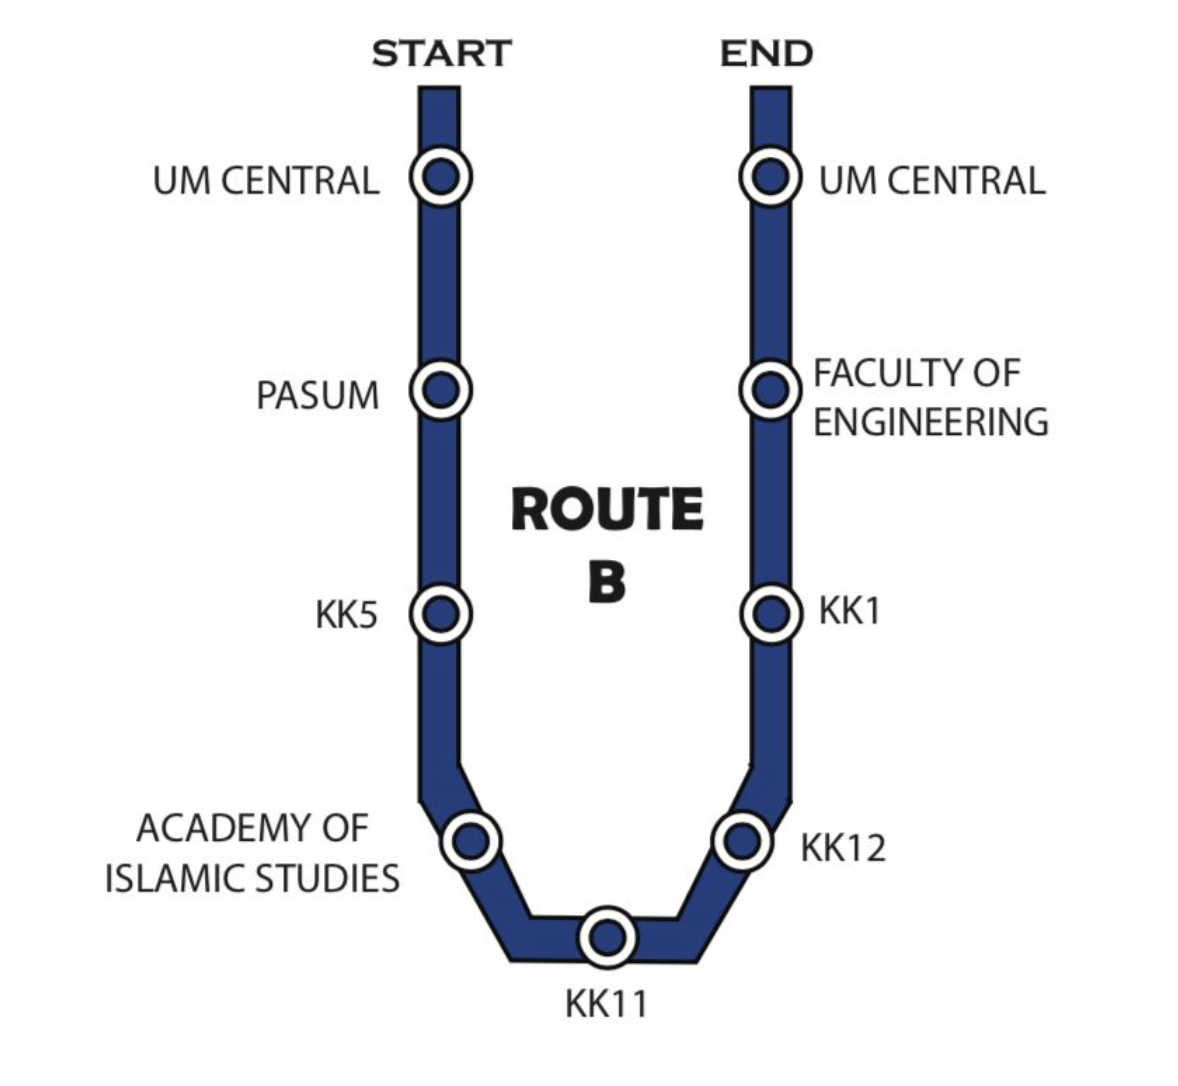 START
END
UM CENTRAL
UM CENTRAL
PASUM
FACULTY OF
ENGINEERING
ROUTE
B
KK5
KK1
ACADEMY OF
ISLAMIC STUDIES
KK12
KK11